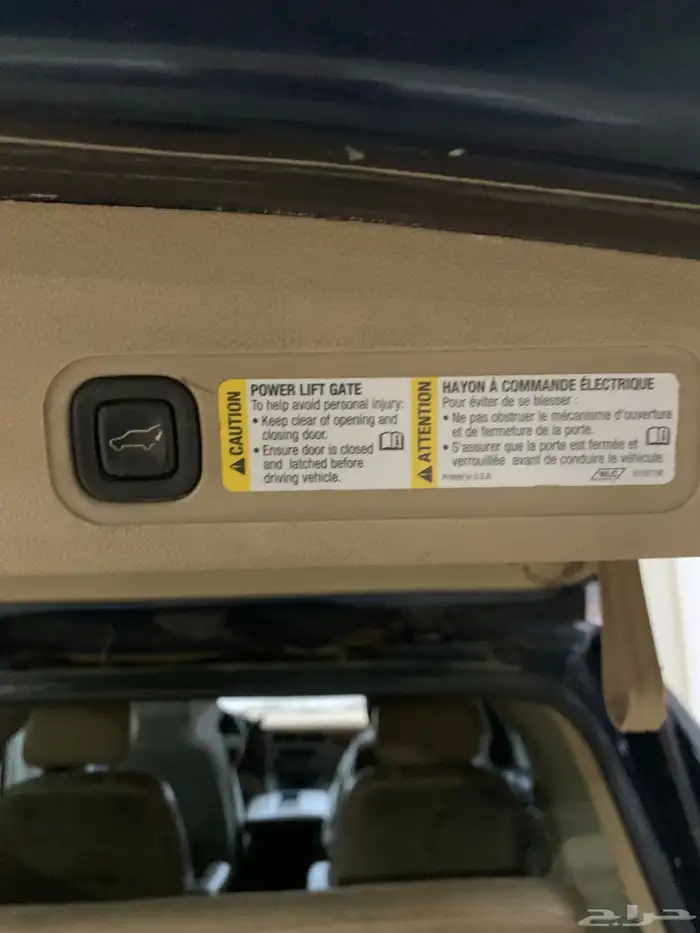 CAUTION
POWER LIFT GATE
To help avoid personal injury:
• Keep clear of opening and
closing door.
• Ensure door is closed
and latched before
driving vehicle.
ATTENTION
HAYON À COMMANDE ÉLECTRIQUE
Pour éviter de se blesser :
• Ne pas obstruer le mécanisme d'ouverture
et de fermeture de la porte.
• S'assurer que la porte est fermée et
verrouillée avant de conduire le véhicule.
Printed in U.S.A.
حراج